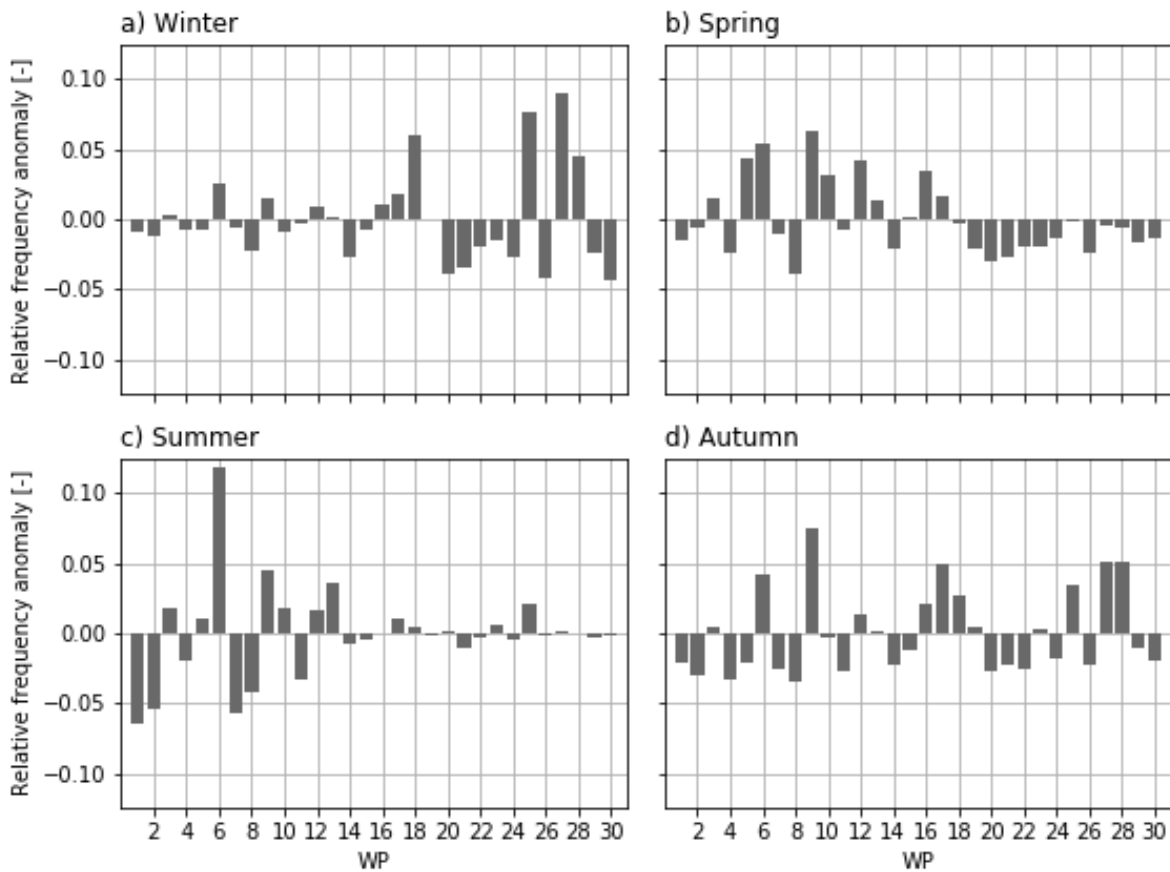 a) Winter
b) Spring
Relative frequency anomaly [-]
0.10
0.05
0.00
−0.05
−0.10
c) Summer
d) Autumn
Relative frequency anomaly [-]
0.10
0.05
0.00
−0.05
−0.10
2 4 6 8 10 12 14 16 18 20 22 24 26 28 30
2 4 6 8 10 12 14 16 18 20 22 24 26 28 30
WP
WP